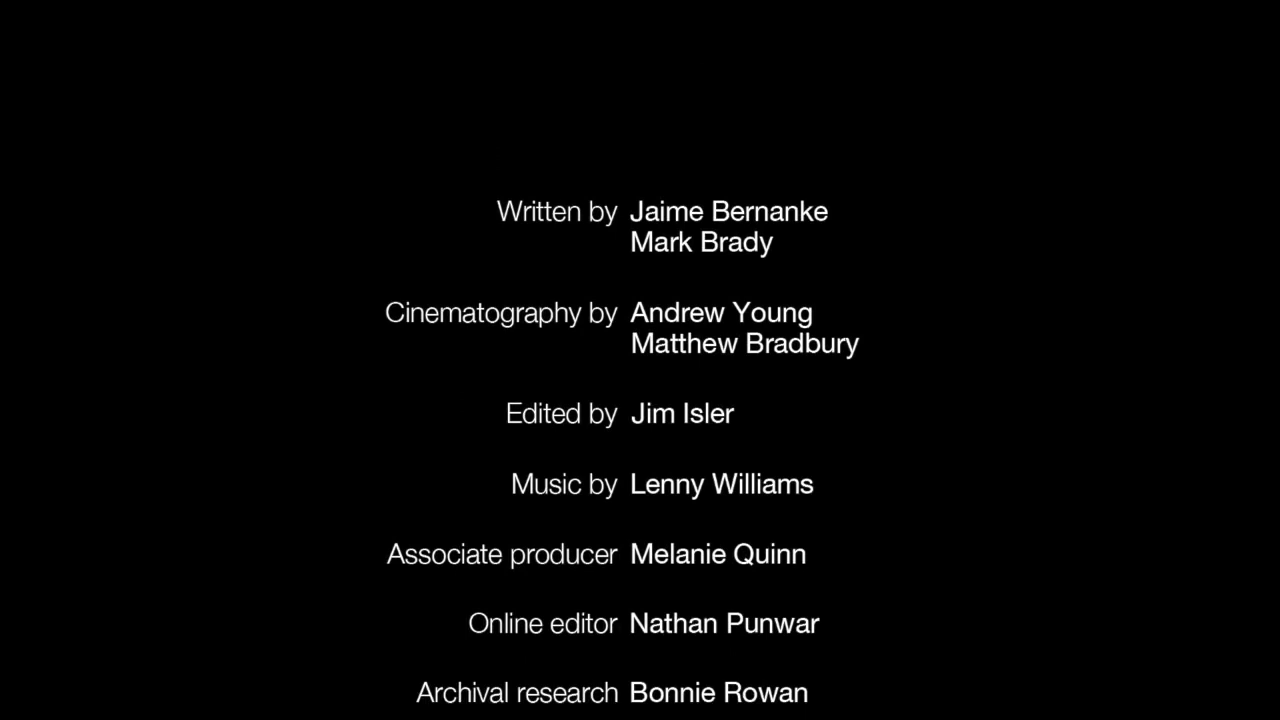 Written by Jaime Bernanke
Mark Brady
Cinematography by Andrew Young
Matthew Bradbury
Edited by Jim Isler
Music by Lenny Williams
Associate producer Melanie Quinn
Online editor Nathan Punwar
Archival research Bonnie Rowan